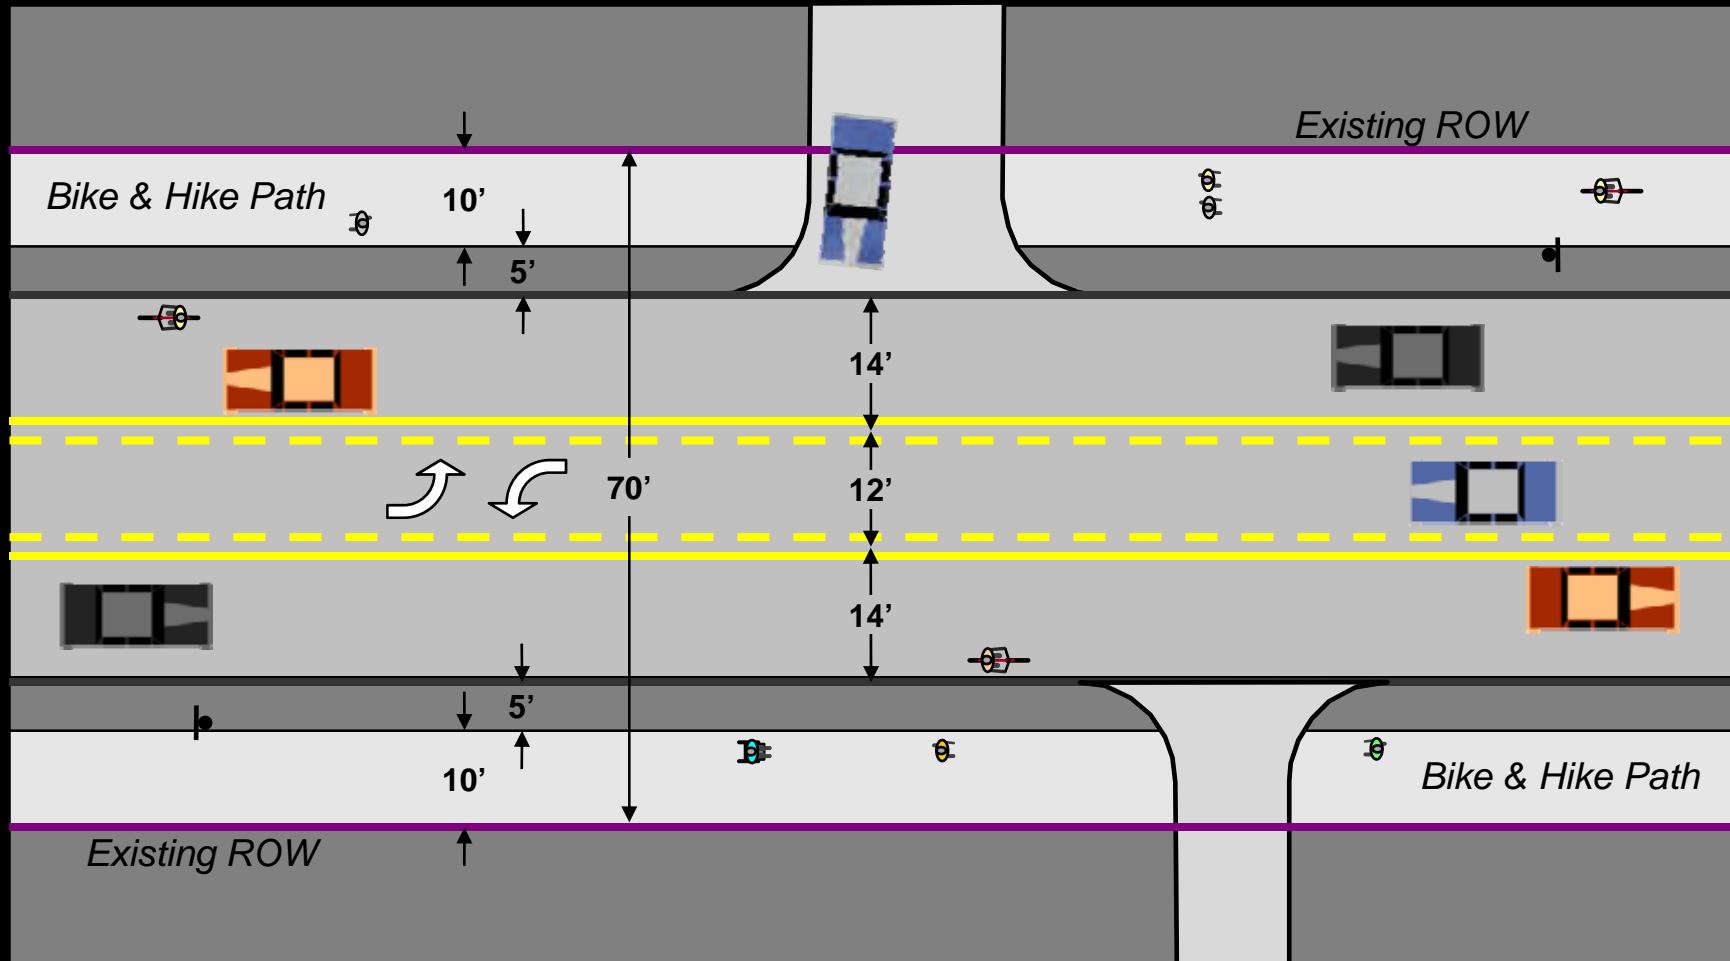 Existing ROW
Bike & Hike Path
10’
5’
14’
70’
12’
14’
5’
10’
Bike & Hike Path
Existing ROW